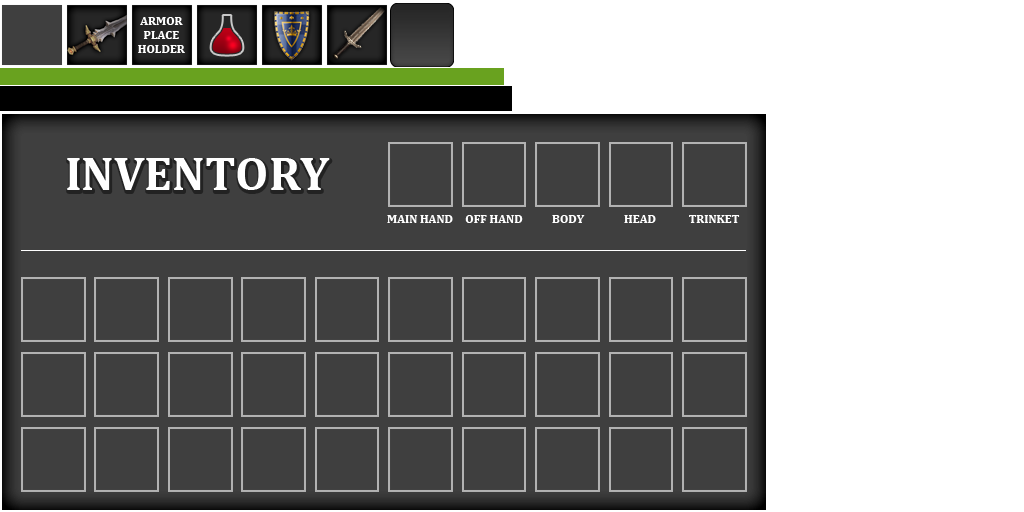 ARMOR
PLACE
HOLDER
INVENTORY
MAIN HAND
OFF HAND
BODY
HEAD
TRINKET